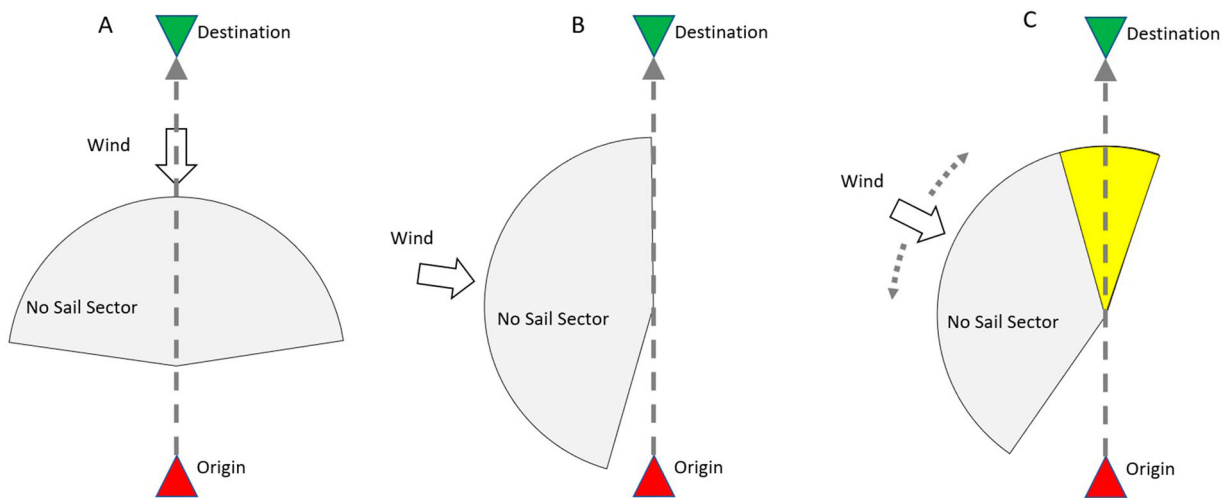 A
Destination
Wind
No Sail Sector
Origin
B
Destination
Wind
No Sail Sector
Origin
C
Destination
Wind
No Sail Sector
Origin